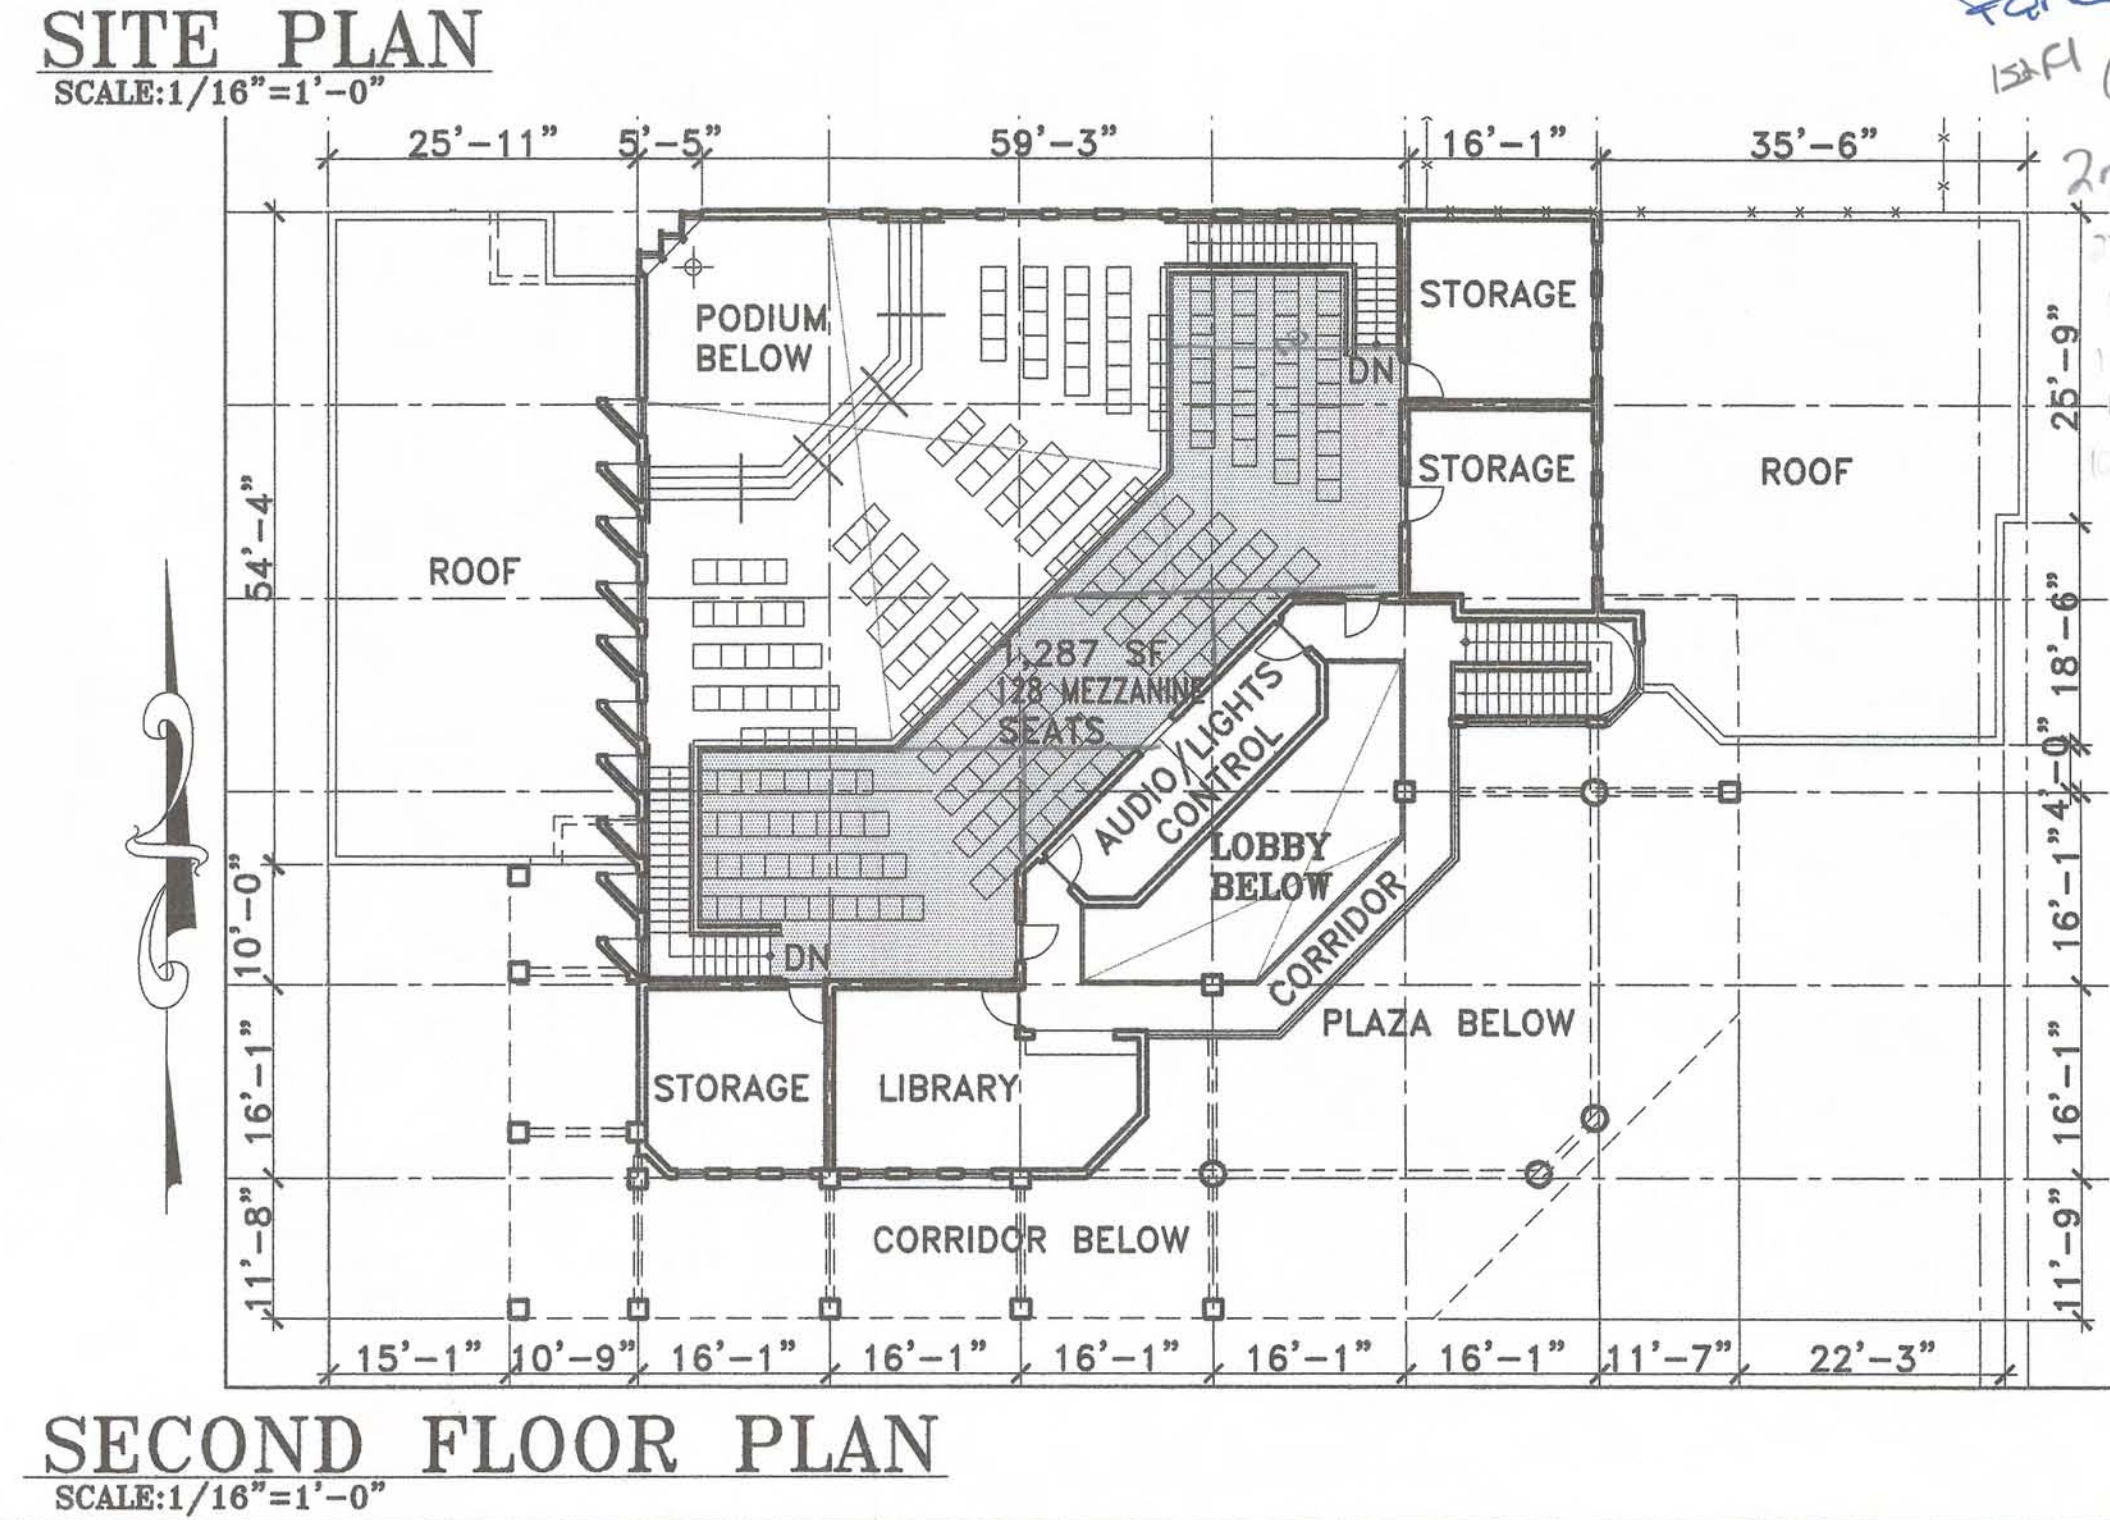 SITE PLAN
SCALE:1/16"=1'-0"
1st Fl
25'-11"
5'-5"
59'-3"
16'-1"
35'-6"
PODIUM
BELOW
STORAGE
DN
STORAGE
ROOF
ROOF
54'-4"
25'-9"
18'-6"
4'-0"
16'-1"
16'-1"
11'-9"
1,287 SF
128 MEZZANINE
SEATS
AUDIO/LIGHTS
CONTROL
LOBBY
BELOW
CORRIDOR
10'-0"
DN
PLAZA BELOW
16'-1"
STORAGE
LIBRARY
11'-8"
CORRIDOR BELOW
15'-1"
10'-9"
16'-1"
16'-1"
16'-1"
16'-1"
16'-1"
11'-7"
22'-3"
SECOND FLOOR PLAN
SCALE:1/16"=1'-0"